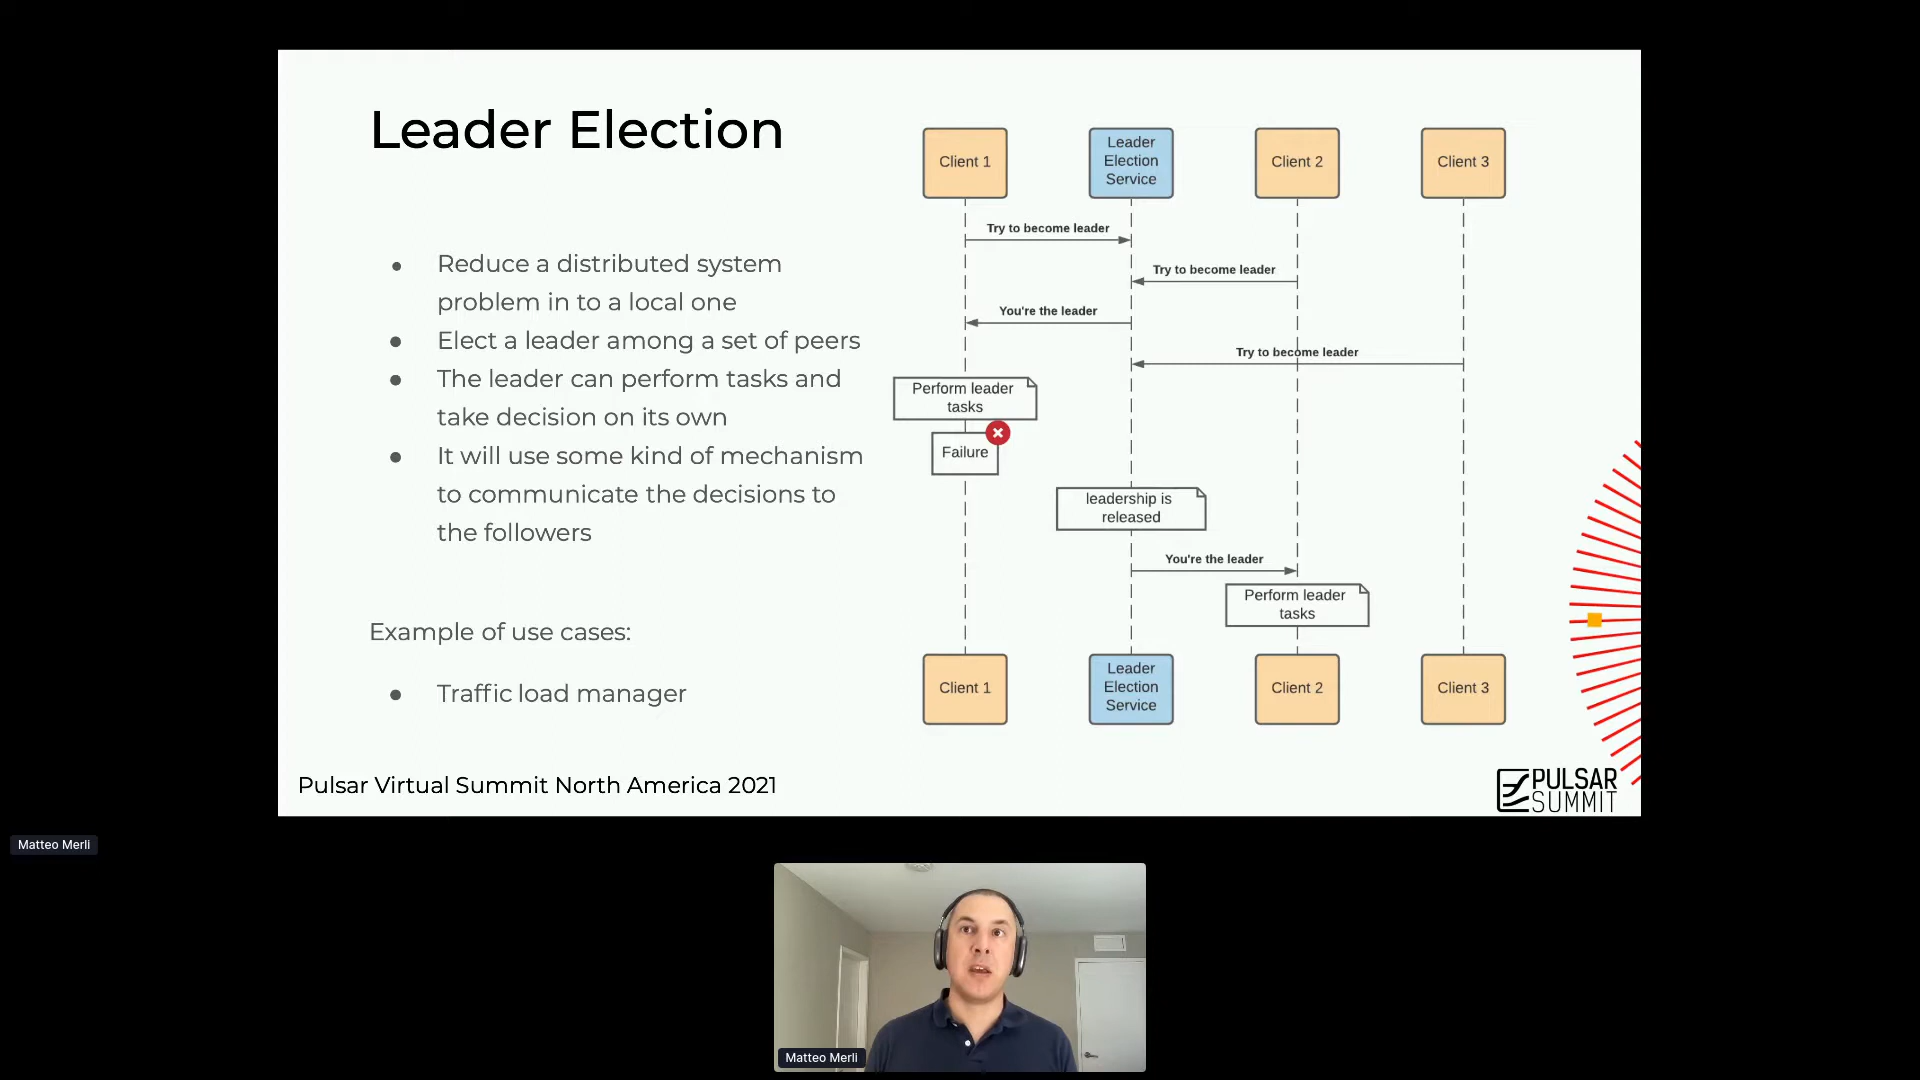 Leader Election
Reduce a distributed system
problem in to a local one
Elect a leader among a set of peers
The leader can perform tasks and
take decision on its own
It will use some kind of mechanism
to communicate the decisions to
the followers
Example of use cases:
Traffic load manager
Client 1
Leader
Election
Service
Client 2
Client 3
Try to become leader
Try to become leader
You're the leader
Try to become leader
Perform leader
tasks
Failure
leadership is
released
You're the leader
Perform leader
tasks
Client 1
Leader
Election
Service
Client 2
Client 3
Pulsar Virtual Summit North America 2021
PULSAR
SUMMIT
Matteo Merli
Matteo Merli